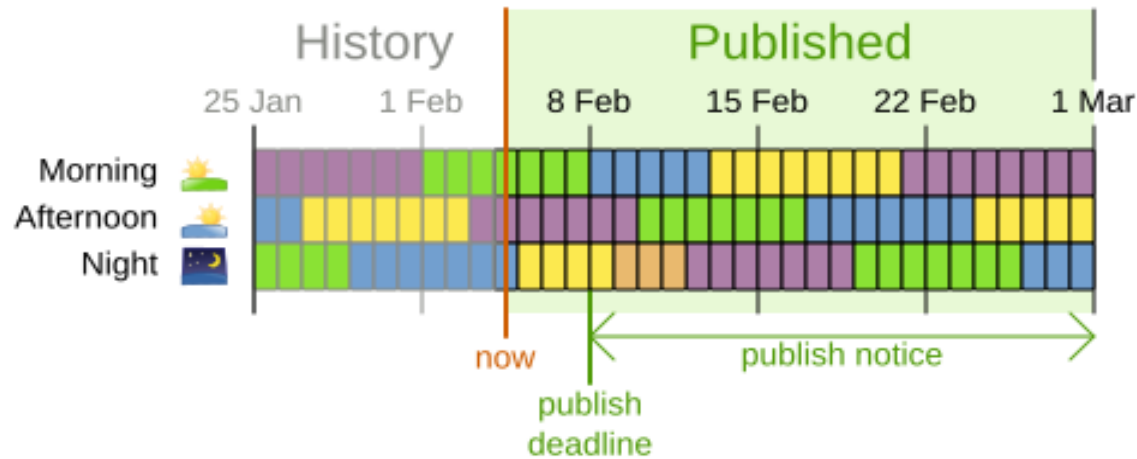 History
Published
25 Jan
1 Feb
8 Feb
15 Feb
22 Feb
1 Mar
Morning
Afternoon
Night
now
publish notice
publish
deadline